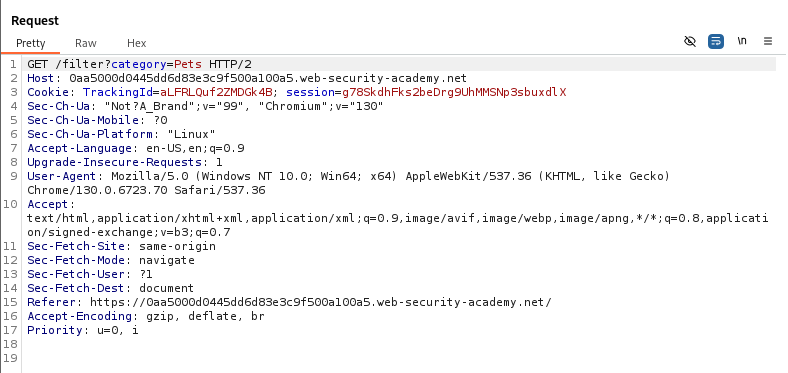 Request
Pretty Raw Hex
\n
1 GET /filter?category=Pets HTTP/2
2 Host: 0aa5000d0445dd6d83e3c9f500a100a5.web-security-academy.net
3 Cookie: TrackingId=aLFRLQuf2ZMDGk4B; session=g78SkdhFks2beDrg9UhMMSNp3sbuxdlX
4 Sec-Ch-Ua: "Not?A_Brand";v="99", "Chromium";v="130"
5 Sec-Ch-Ua-Mobile: ?0
6 Sec-Ch-Ua-Platform: "Linux"
7 Accept-Language: en-US,en;q=0.9
8 Upgrade-Insecure-Requests: 1
9 User-Agent: Mozilla/5.0 (Windows NT 10.0; Win64; x64) AppleWebKit/537.36 (KHTML, like Gecko)
Chrome/130.0.6723.70 Safari/537.36
10 Accept:
text/html,application/xhtml+xml,application/xml;q=0.9,image/avif,image/webp,image/apng,*/*;q=0.8,applicati
on/signed-exchange;v=b3;q=0.7
11 Sec-Fetch-Site: same-origin
12 Sec-Fetch-Mode: navigate
13 Sec-Fetch-User: ?1
14 Sec-Fetch-Dest: document
15 Referer: https://0aa5000d0445dd6d83e3c9f500a100a5.web-security-academy.net/
16 Accept-Encoding: gzip, deflate, br
17 Priority: u=0, i
18
19